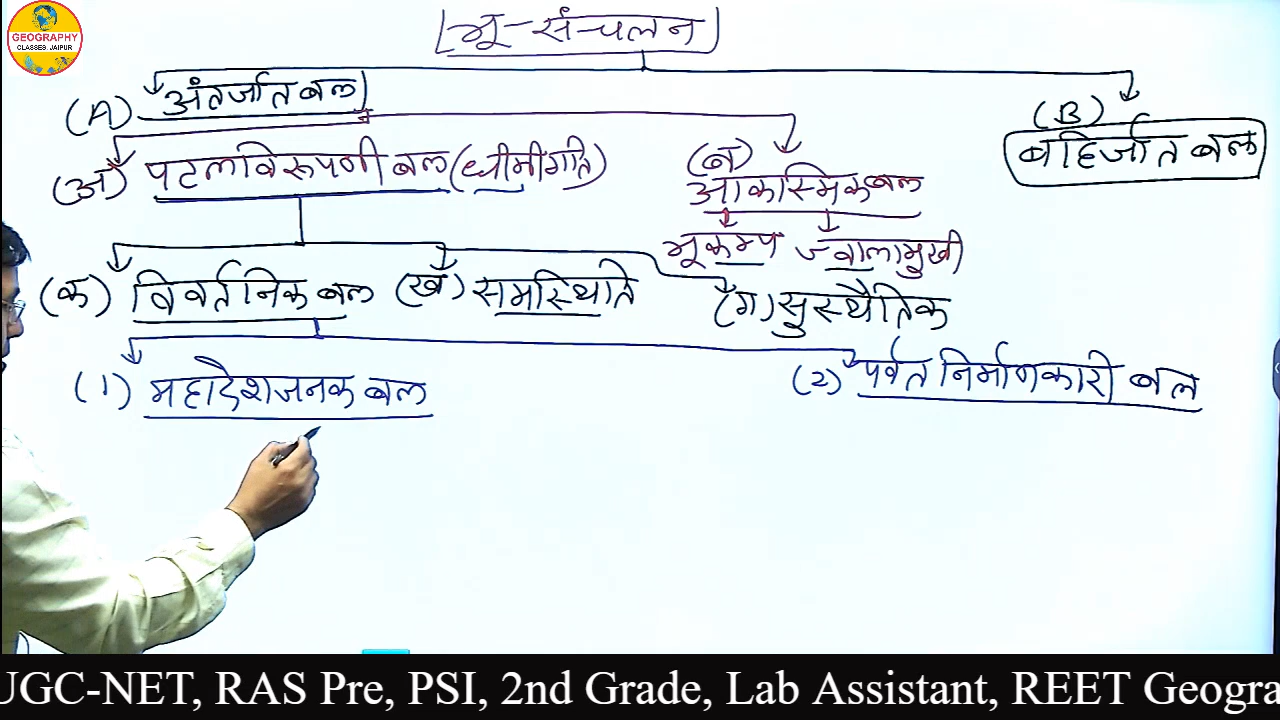 GEOGRAPHY
CLASSES, JAIPUR
भू-संचलन
(A) अंतर्जात बल
(B)
बहिर्जात बल
(अ) पटलविरूपणी बल (धीमी गति)
(ब)
आकस्मिक बल
भूकम्प ज्वालामुखी
(क) विवर्तनिक बल (ख) समस्थिति
(ग) सुस्थैतिक
(1) महादेशजनक बल
(2) पर्वत निर्माणकारी बल
UGC-NET, RAS Pre, PSI, 2nd Grade, Lab Assistant, REET Geogra